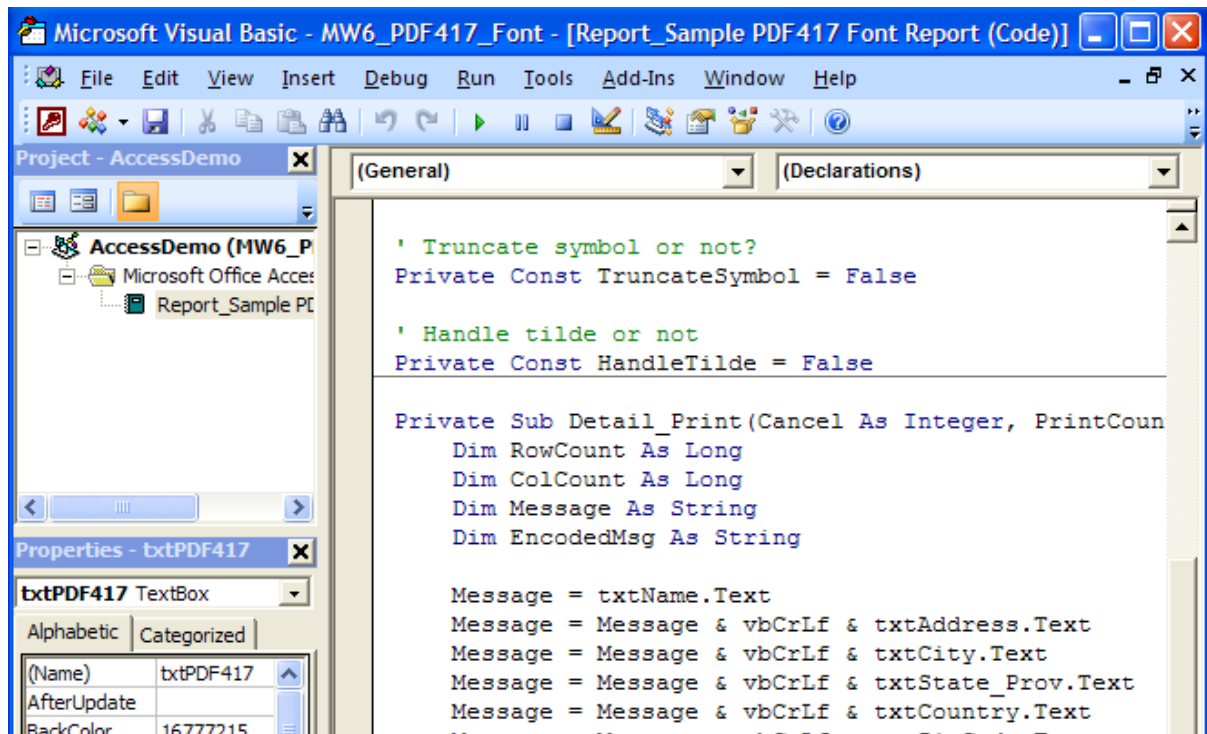 Microsoft Visual Basic - MW6_PDF417_Font - [Report_Sample PDF417 Font Report (Code)]
File Edit View Insert Debug Run Tools Add-Ins Window Help
Project - AccessDemo
(General) (Declarations)
AccessDemo (MW6_P
Microsoft Office Acces
Report_Sample PD
' Truncate symbol or not?
Private Const TruncateSymbol = False
' Handle tilde or not
Private Const HandleTilde = False
Private Sub Detail_Print(Cancel As Integer, PrintCoun
Dim RowCount As Long
Dim ColCount As Long
Dim Message As String
Dim EncodedMsg As String
Message = txtName.Text
Message = Message & vbCrLf & txtAddress.Text
Message = Message & vbCrLf & txtCity.Text
Message = Message & vbCrLf & txtState_Prov.Text
Message = Message & vbCrLf & txtCountry.Text
Properties - txtPDF417
txtPDF417 TextBox
Alphabetic Categorized
(Name) txtPDF417
AfterUpdate
BackColor 16777215